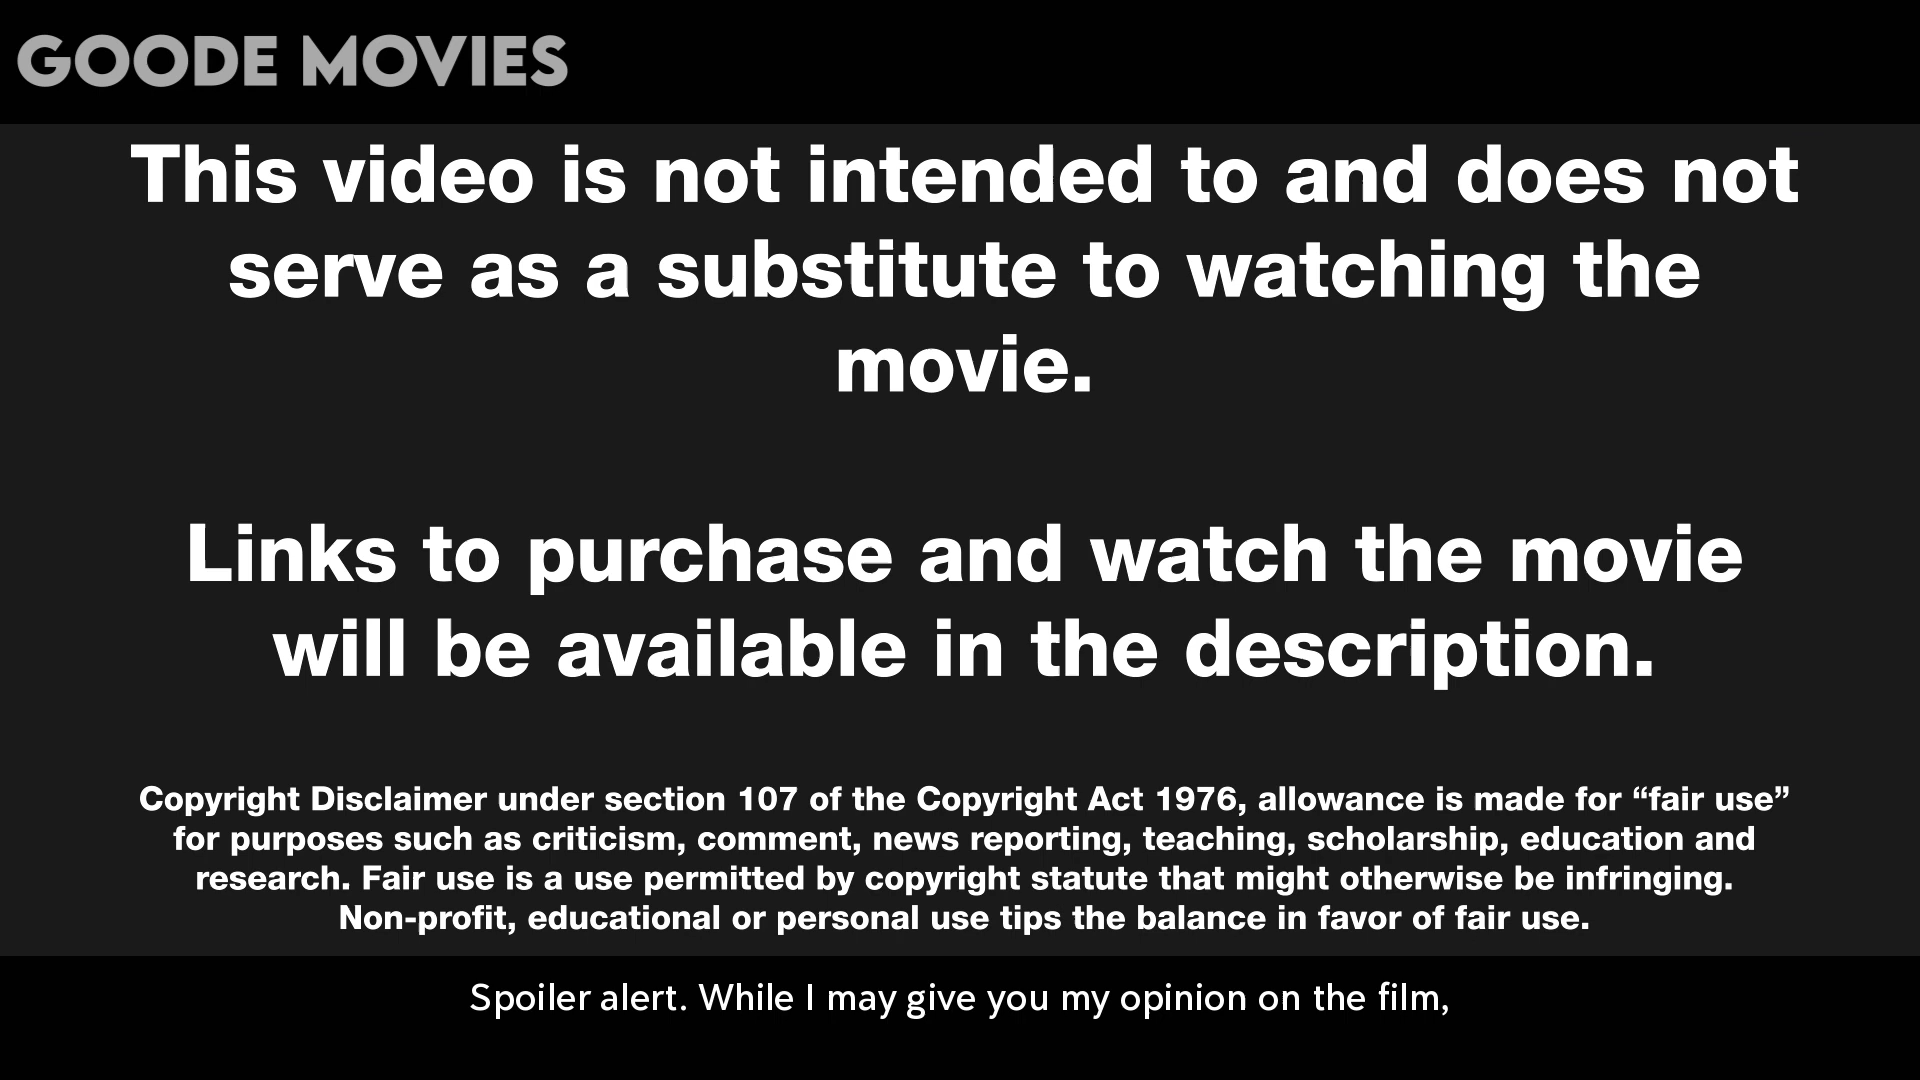 GOODE MOVIES
This video is not intended to and does not
serve as a substitute to watching the
movie.
Links to purchase and watch the movie
will be available in the description.
Copyright Disclaimer under section 107 of the Copyright Act 1976, allowance is made for “fair use”
for purposes such as criticism, comment, news reporting, teaching, scholarship, education and
research. Fair use is a use permitted by copyright statute that might otherwise be infringing.
Non-profit, educational or personal use tips the balance in favor of fair use.
Spoiler alert. While I may give you my opinion on the film,